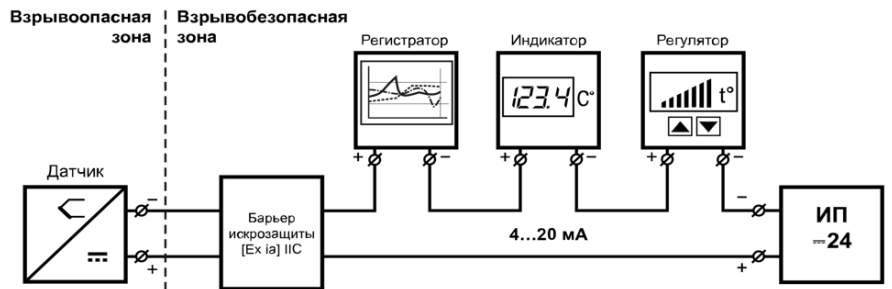 Взрывоопасная
зона
Взрывобезопасная
зона
Регистратор
Индикатор
Регулятор
123.4 C°
t°
+ – + – + –
Датчик
–
+
Барьер
искрозащиты
[Ex ia] IIC
4...20 мА
–
+
ИП
⎓24